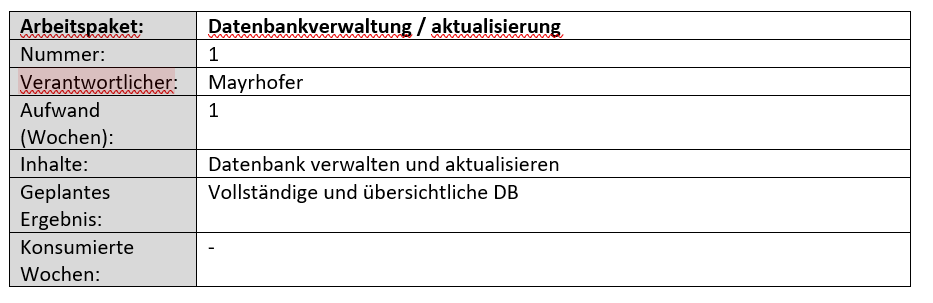 Arbeitspaket: Datenbankverwaltung / aktualisierung
Nummer: 1
Verantwortlicher: Mayrhofer
Aufwand 1
(Wochen):
Inhalte: Datenbank verwalten und aktualisieren
Geplantes Vollständige und übersichtliche DB
Ergebnis:
Konsumierte -
Wochen: